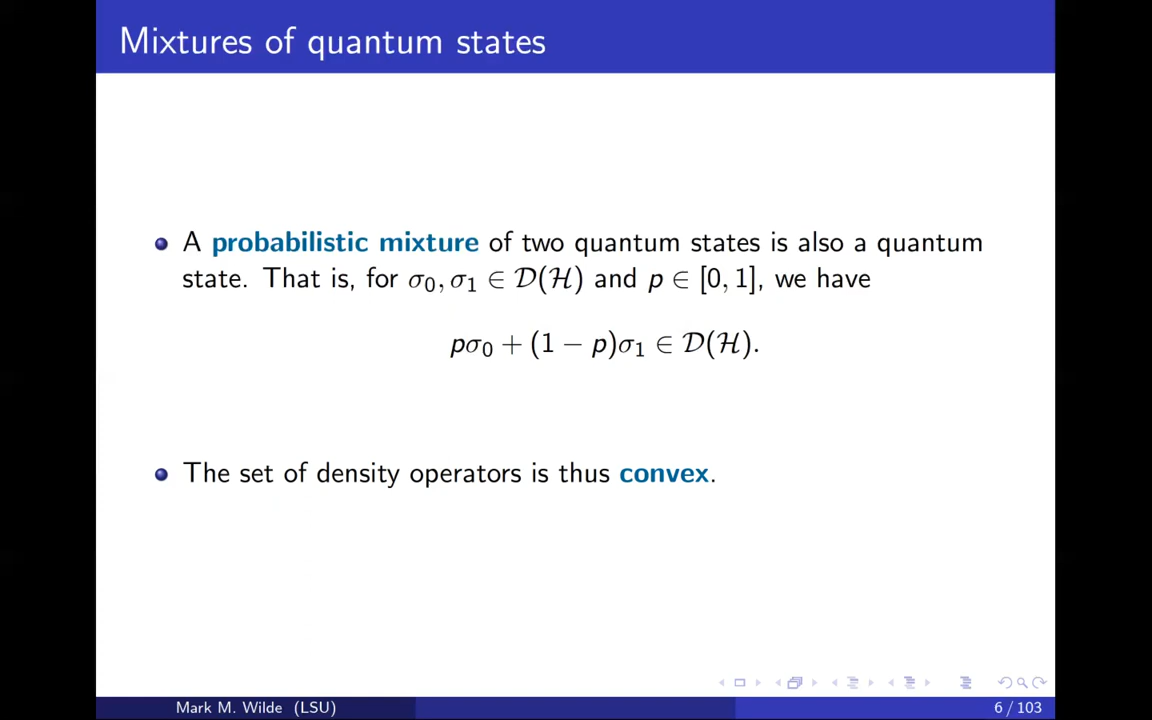 Mixtures of quantum states
A probabilistic mixture of two quantum states is also a quantum
state. That is, for σ₀, σ₁ ∈ 𝒟(ℋ) and p ∈ [0, 1], we have
pσ₀ + (1 − p)σ₁ ∈ 𝒟(ℋ).
The set of density operators is thus convex.
Mark M. Wilde (LSU)
6 / 103